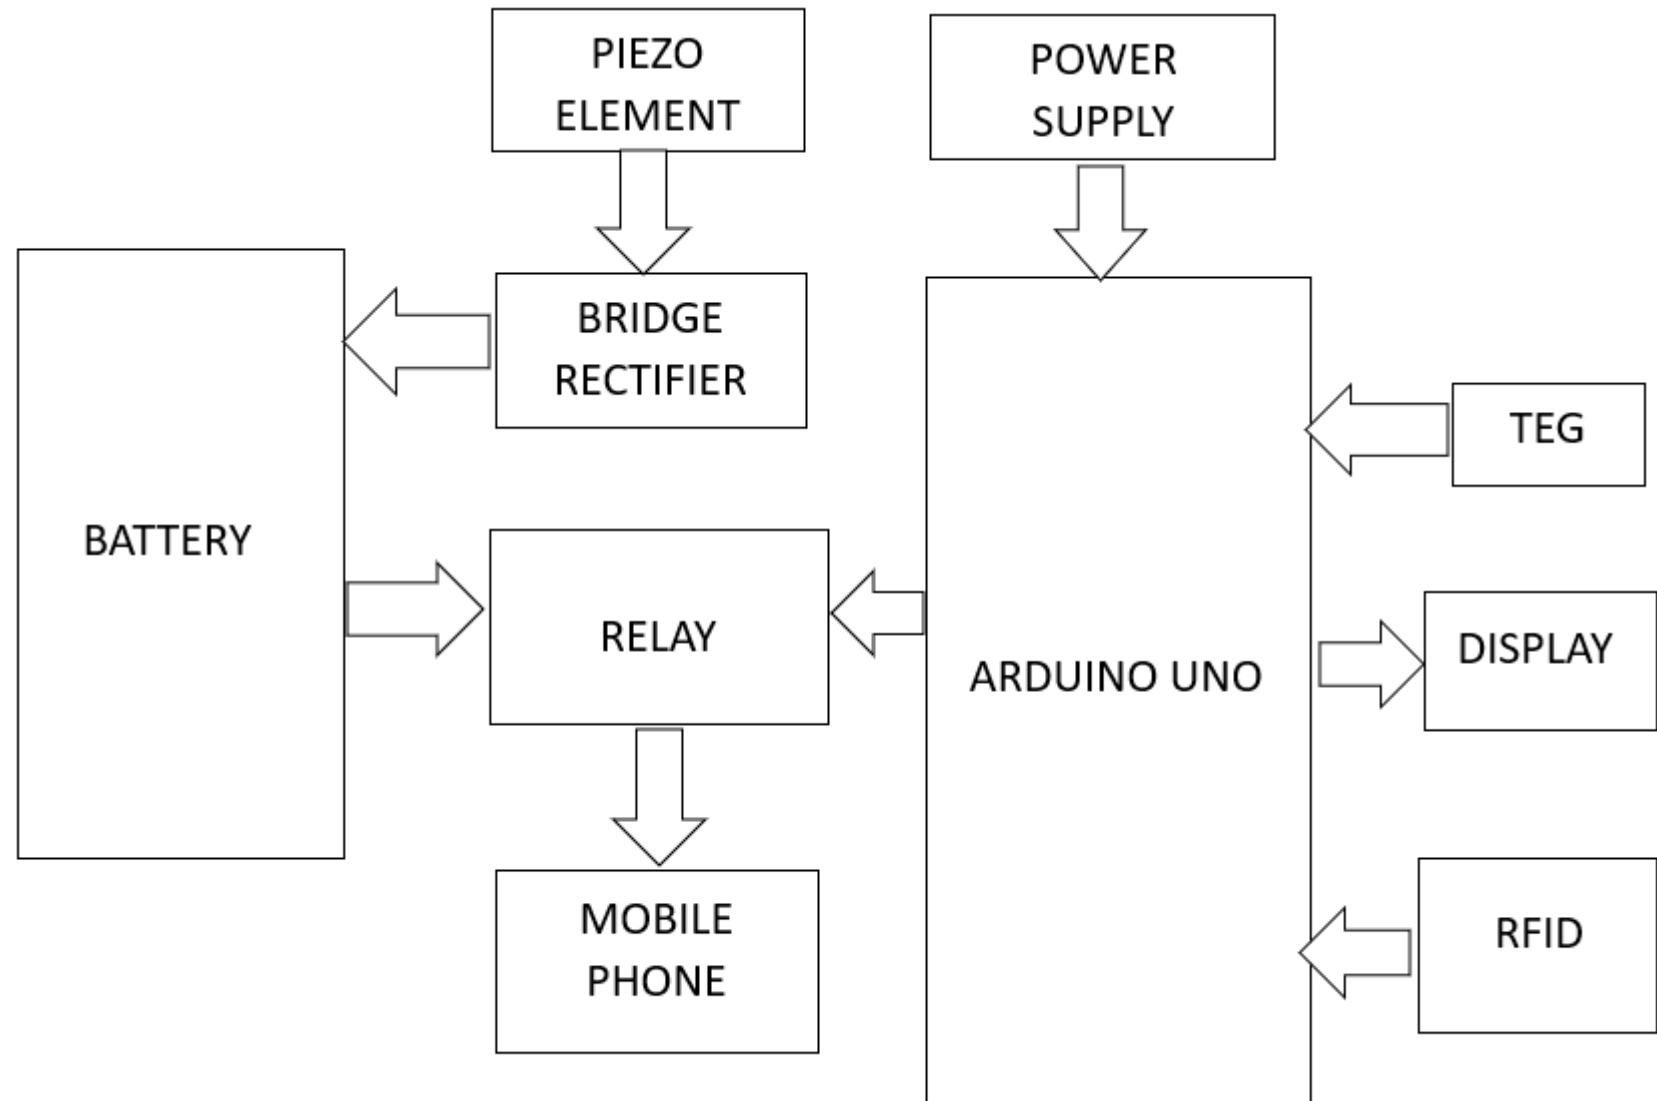 PIEZO
ELEMENT
POWER
SUPPLY
BRIDGE
RECTIFIER
TEG
BATTERY
RELAY
ARDUINO UNO
DISPLAY
MOBILE
PHONE
RFID